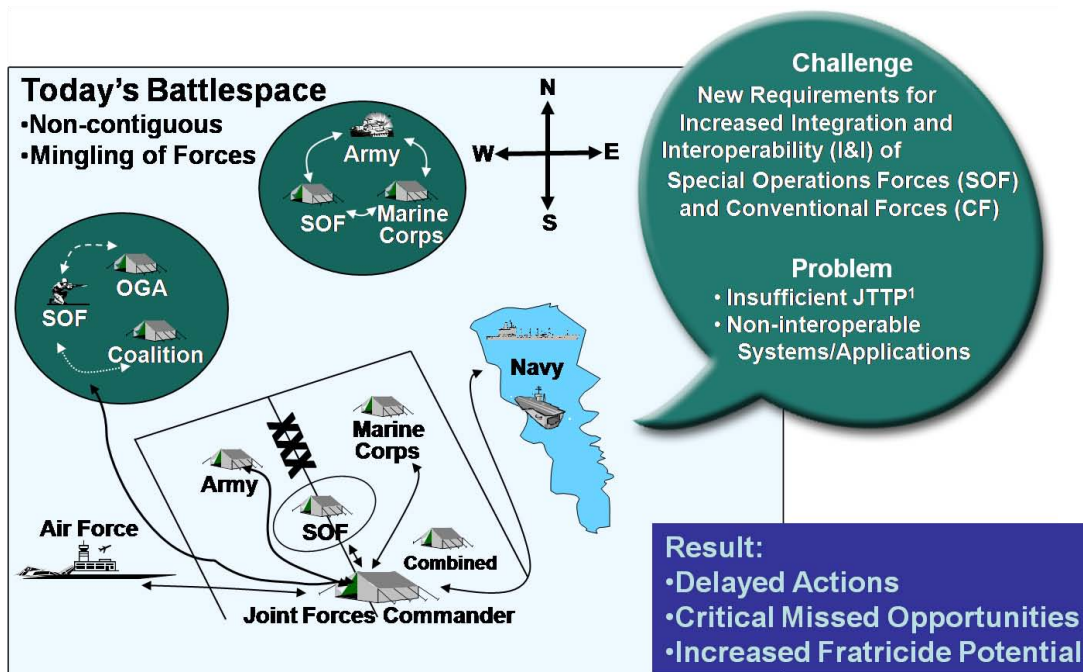 Today's Battlespace
•Non-contiguous
•Mingling of Forces
Army
SOF
Marine
Corps
N
W
E
S
Challenge
New Requirements for
Increased Integration and
Interoperability (I&I) of
Special Operations Forces (SOF)
and Conventional Forces (CF)
Problem
• Insufficient JTTP¹
• Non-interoperable
Systems/Applications
OGA
SOF
Coalition
Navy
XXX
Marine
Corps
Army
SOF
Combined
Air Force
Joint Forces Commander
Result:
•Delayed Actions
•Critical Missed Opportunities
•Increased Fratricide Potential